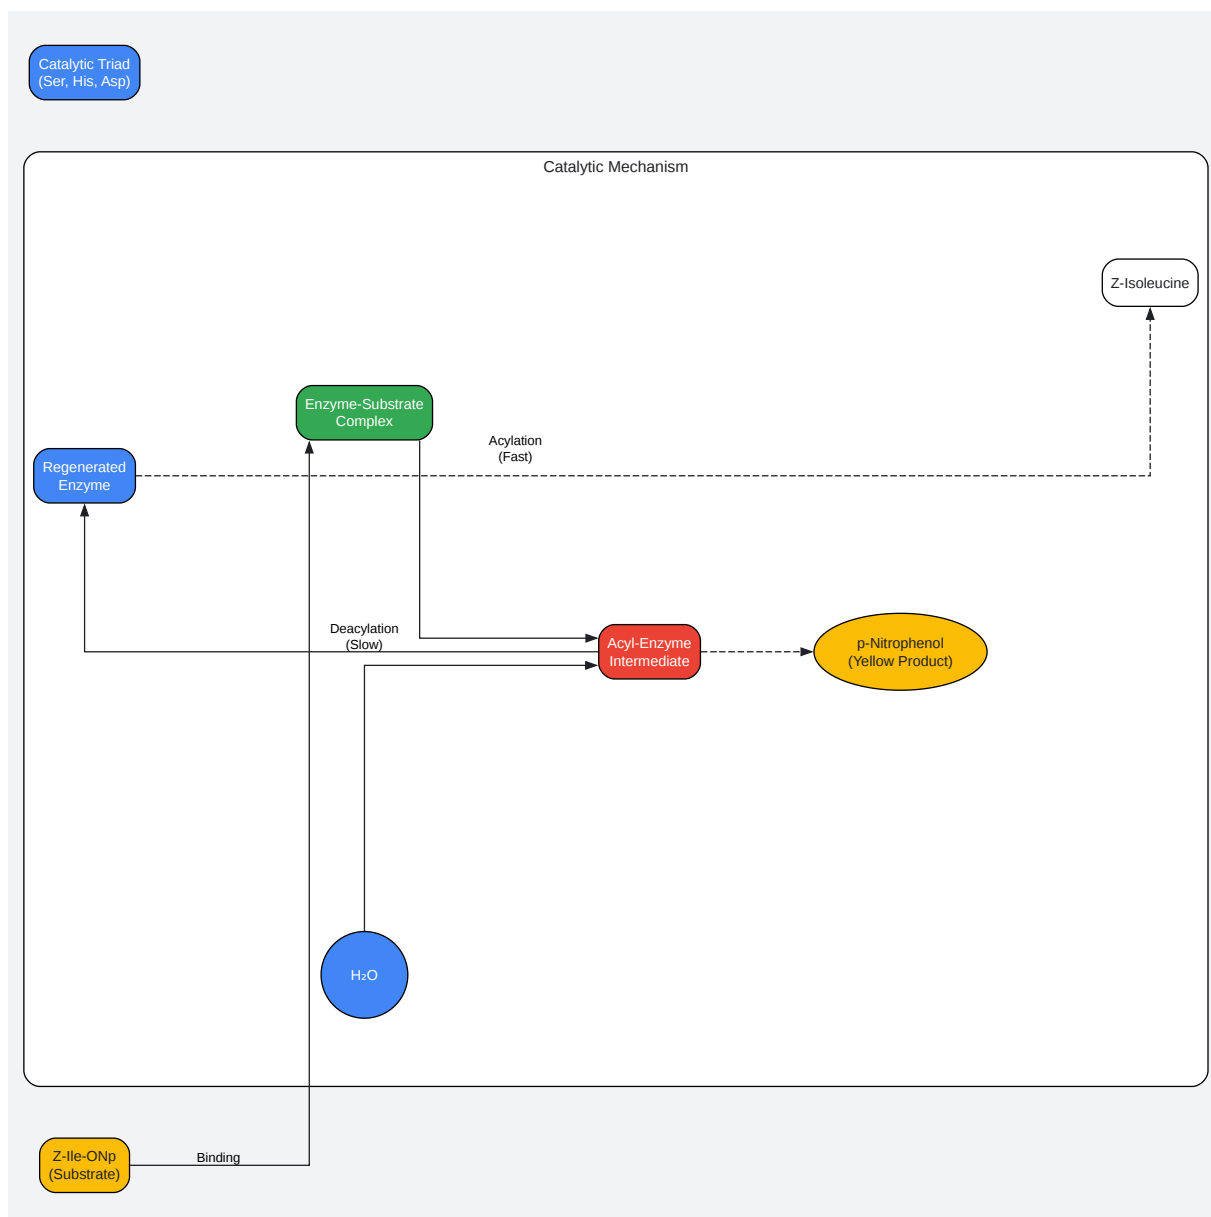 Catalytic Triad
(Ser, His, Asp)
Catalytic Mechanism
Z-Isoleucine
Enzyme-Substrate
Complex
Acylation
(Fast)
Regenerated
Enzyme
Deacylation
(Slow)
Acyl-Enzyme
Intermediate
p-Nitrophenol
(Yellow Product)
H₂O
Z-Ile-ONp
(Substrate)
Binding